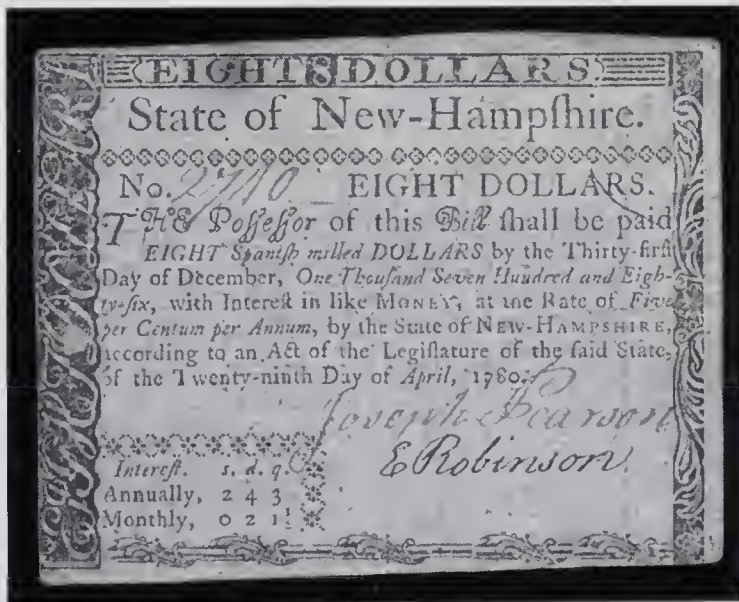 EIGHT 8 DOLLARS
State of New-Hampſhire.
No. 2740 EIGHT DOLLARS.
THE Poſſeſſor of this Bill ſhall be paid
EIGHT Spaniſh milled DOLLARS by the Thirty-firſt
Day of December, One Thouſand Seven Hundred and Eigh-
ty-ſix, with Intereſt in like MONEY, at the Rate of Five
per Centum per Annum, by the State of NEW-HAMPSHIRE,
according to an Act of the Legiſlature of the ſaid State,
of the Twenty-ninth Day of April, 1780.
Joseph Pearson
E Robinson.
Intereſt. s. d. q.
Annually, 2 4 3
Monthly, 0 2 1½